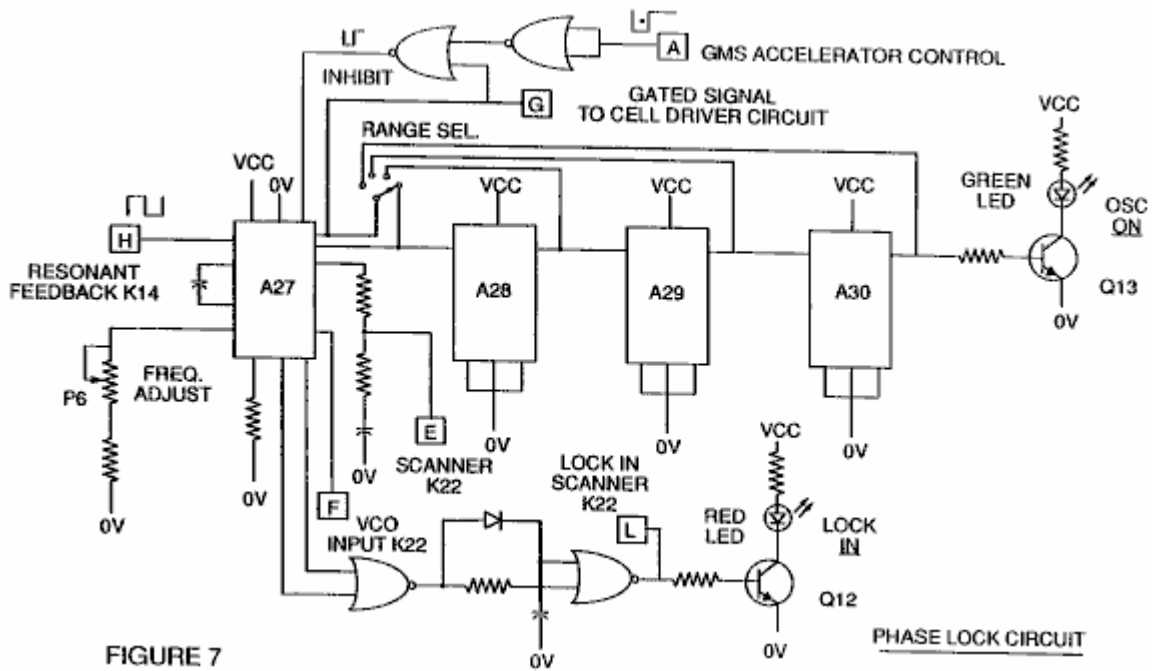 A
GMS ACCELERATOR CONTROL
INHIBIT
G
GATED SIGNAL
TO CELL DRIVER CIRCUIT
RANGE SEL.
VCC
0V
VCC
VCC
VCC
VCC
GREEN
LED
OSC
ON
H
RESONANT
FEEDBACK K14
A27
A28
A29
A30
Q13
0V
P6
FREQ.
ADJUST
0V
0V
0V
E
SCANNER
K22
0V
0V
0V
LOCK IN
SCANNER
K22
L
VCC
RED
LED
LOCK
IN
F
VCO
INPUT K22
Q12
0V
0V
FIGURE 7
PHASE LOCK CIRCUIT